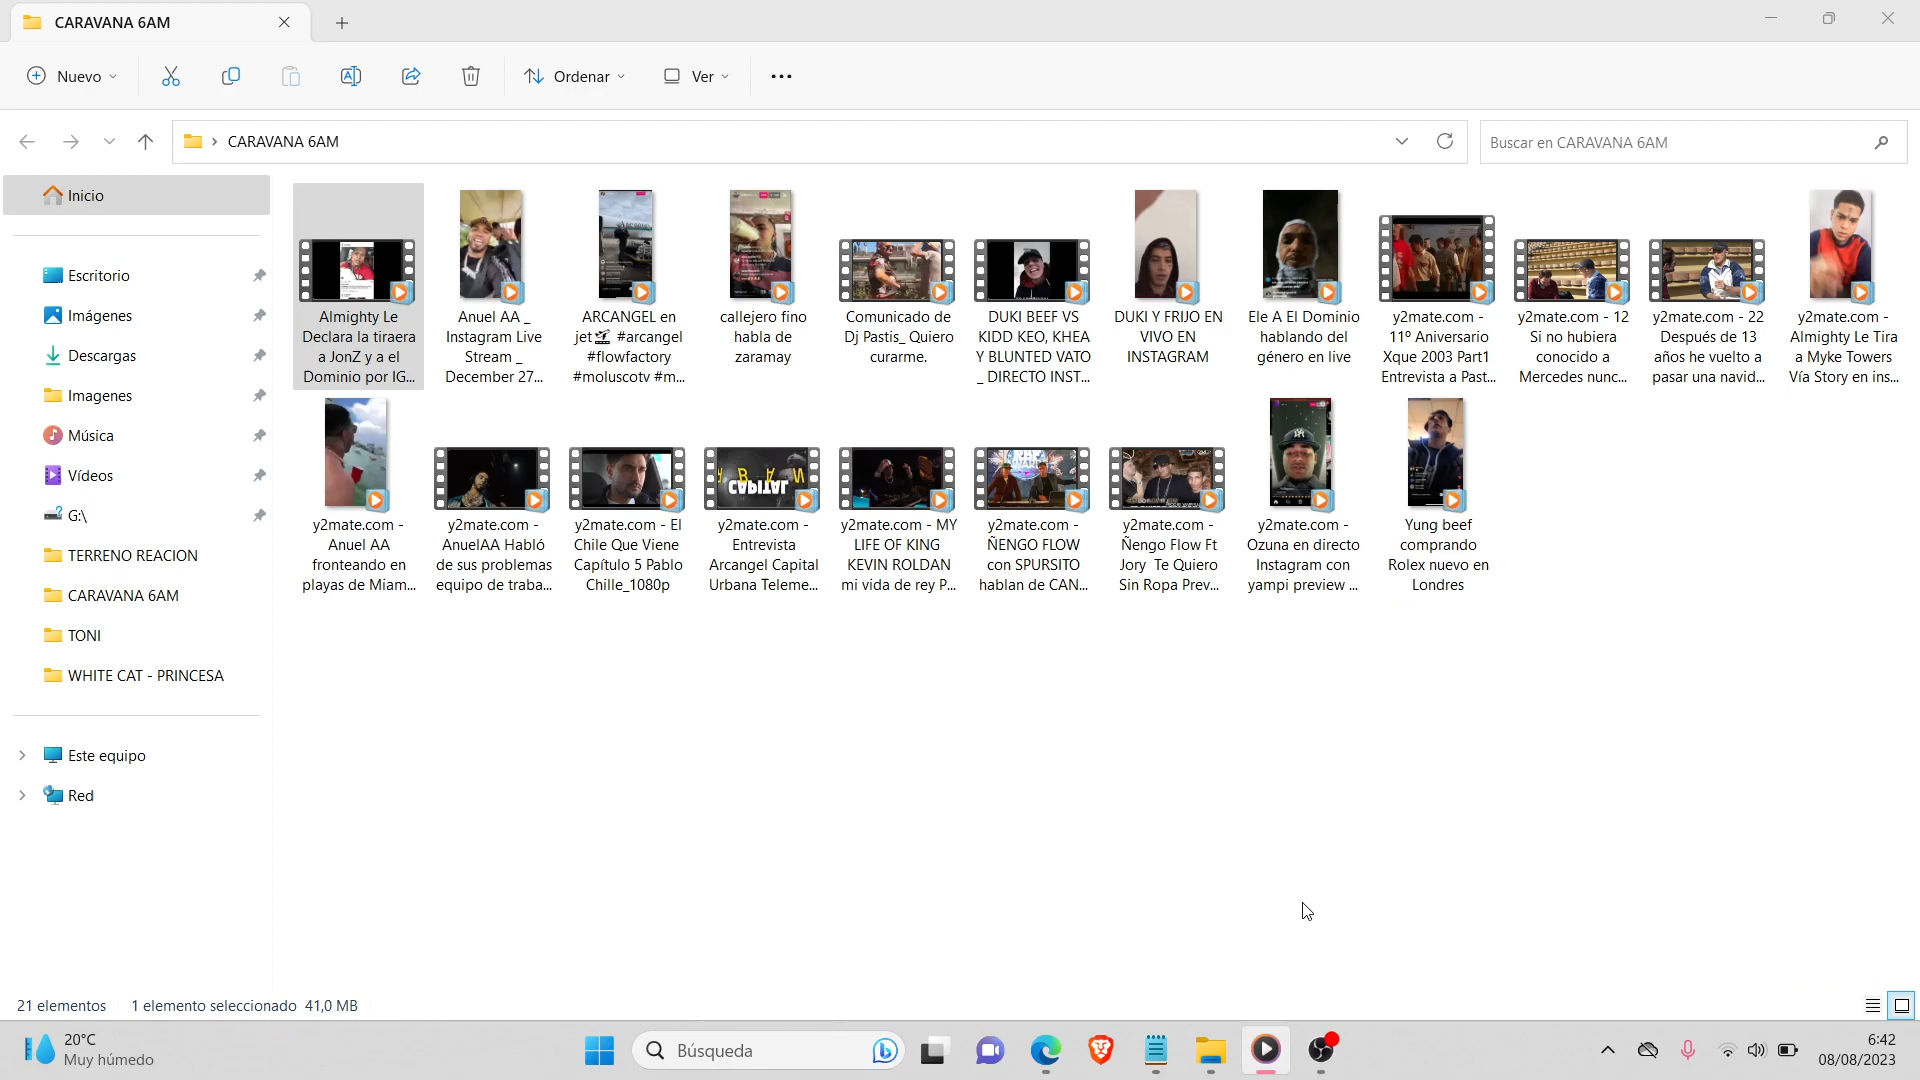 CARAVANA 6AM
Nuevo
Ordenar
Ver
CARAVANA 6AM
Buscar en CARAVANA 6AM
Inicio
Escritorio
Imágenes
Descargas
Imagenes
Música
Vídeos
G:\
TERRENO REACION
CARAVANA 6AM
TONI
WHITE CAT - PRINCESA
Este equipo
Red
Almighty Le
Declara la tiraera
a JonZ y a el
Dominio por IG...
Anuel AA _
Instagram Live
Stream _
December 27...
ARCANGEL en
jet🛫 #arcangel
#flowfactory
#moluscotv #m...
callejero fino
habla de
zaramay
Comunicado de
Dj Pastis_ Quiero
curarme.
DUKI BEEF VS
KIDD KEO, KHEA
Y BLUNTED VATO
_ DIRECTO INST...
DUKI Y FRIJO EN
VIVO EN
INSTAGRAM
Ele A El Dominio
hablando del
género en live
y2mate.com -
11º Aniversario
Xque 2003 Part1
Entrevista a Past...
y2mate.com - 12
Si no hubiera
conocido a
Mercedes nunc...
y2mate.com - 22
Después de 13
años he vuelto a
pasar una navid...
y2mate.com -
Almighty Le Tira
a Myke Towers
Vía Story en ins...
y2mate.com -
Anuel AA
fronteando en
playas de Miam...
y2mate.com -
AnuelAA Habló
de sus problemas
equipo de traba...
y2mate.com - El
Chile Que Viene
Capítulo 5 Pablo
Chille_1080p
CAPITAL
y2mate.com -
Entrevista
Arcangel Capital
Urbana Teleme...
y2mate.com - MY
LIFE OF KING
KEVIN ROLDAN
mi vida de rey P...
y2mate.com -
ÑENGO FLOW
con SPURSITO
hablan de CAN...
y2mate.com -
Ñengo Flow Ft
Jory  Te Quiero
Sin Ropa Prev...
y2mate.com -
Ozuna en directo
Instagram con
yampi preview ...
Yung beef
comprando
Rolex nuevo en
Londres
21 elementos
1 elemento seleccionado  41,0 MB
20°C
Muy húmedo
Búsqueda
6:42
08/08/2023